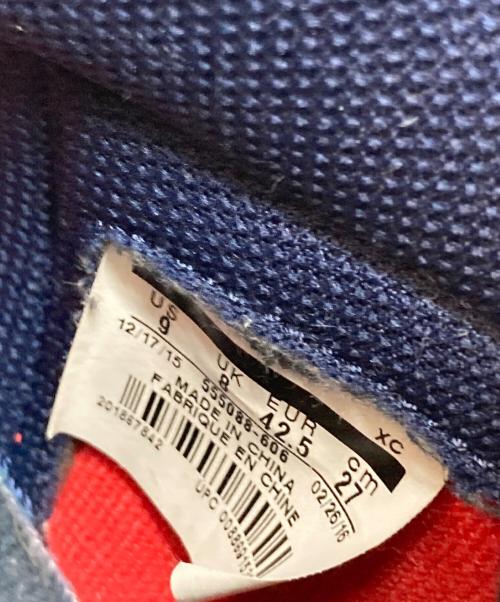 XC
US UK EUR cm
9 8 42.5 27
12/17/15 555088-606 02/26/16
MADE IN CHINA
FABRIQUE EN CHINE
201867842
UPC